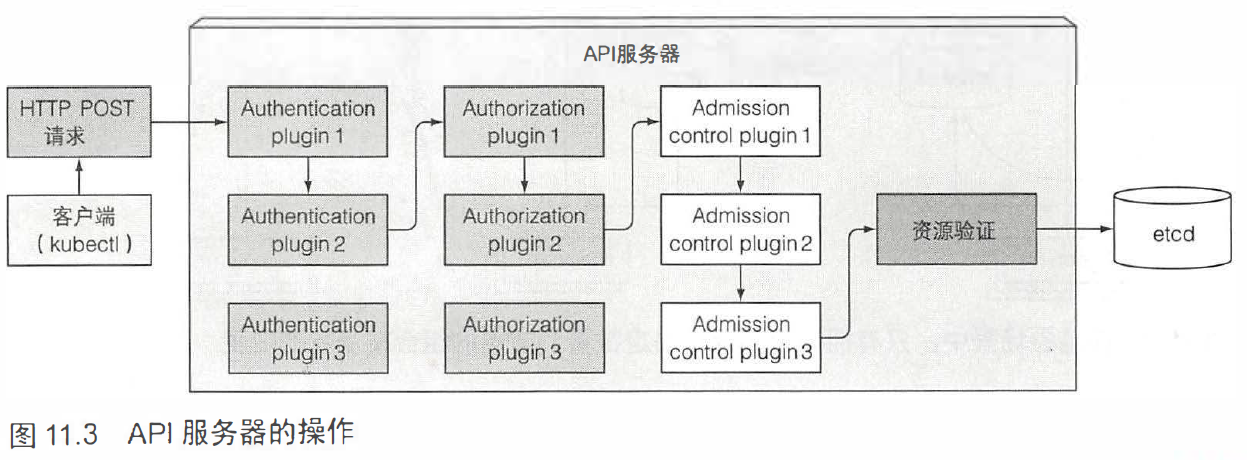 API服务器
HTTP POST
请求
客户端
（kubectl）
Authentication
plugin 1
Authentication
plugin 2
Authentication
plugin 3
Authorization
plugin 1
Authorization
plugin 2
Authorization
plugin 3
Admission
control plugin 1
Admission
control plugin 2
Admission
control plugin 3
资源验证
etcd
图 11.3 API 服务器的操作